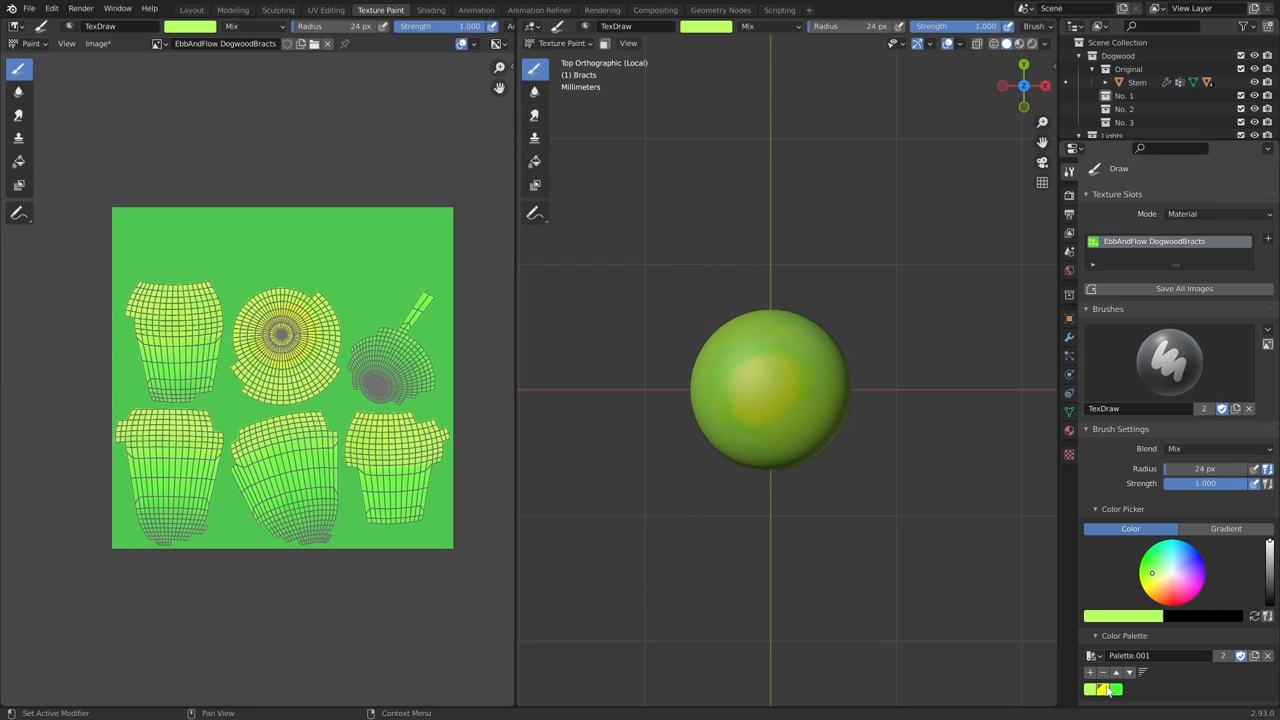 File Edit Render Window Help Layout Modeling Sculpting UV Editing Texture Paint Shading Animation Animation Refiner Rendering Compositing Geometry Nodes Scripting Scene View Layer
TexDraw Mix Radius 24 px Strength 1.000 TexDraw Mix Radius 24 px Strength 1.000 Brush
Paint View Image* EbbAndFlow DogwoodBracts Texture Paint View
Scene Collection
Dogwood
Original
Stem 4
No. 1
No. 2
No. 3
Lights
Top Orthographic (Local)
(1) Bracts
Millimeters
Y
Z X
Draw
Texture Slots
Mode Material
EbbAndFlow DogwoodBracts
Save All Images
Brushes
TexDraw 2
Brush Settings
Blend Mix
Radius 24 px
Strength 1.000
Color Picker
Color Gradient
Color Palette
Palette.001 2
Set Active Modifier Pan View Context Menu 2.93.0